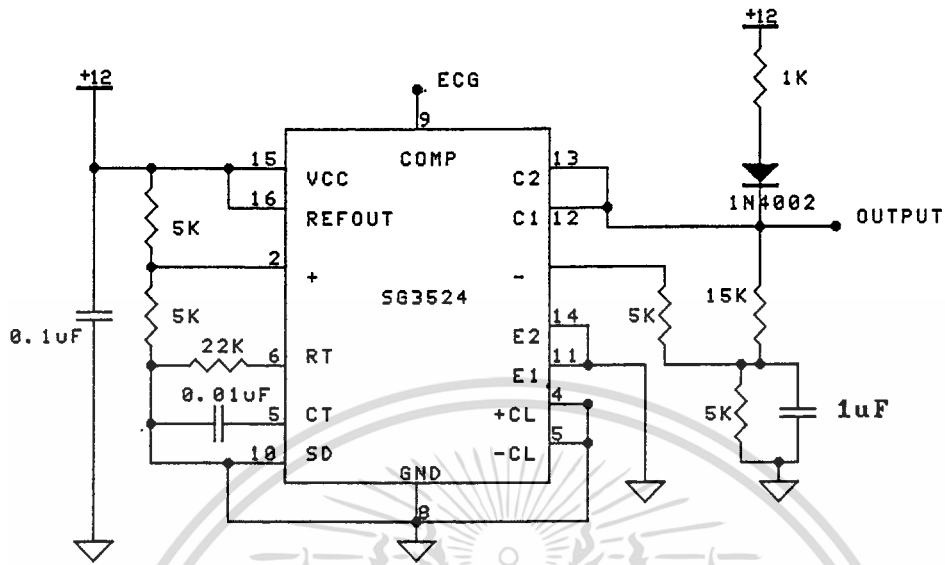 +12
+12
1K
ECG
9
15
VCC
COMP
C2
13
16
REFOUT
C1
12
1N4002
OUTPUT
5K
2
+
-
SG3524
15K
5K
0.1uF
5K
22K
6
RT
E2
14
E1
11
0.01uF
5
CT
+CL
4
5K
1uF
10
SD
-CL
5
GND
8